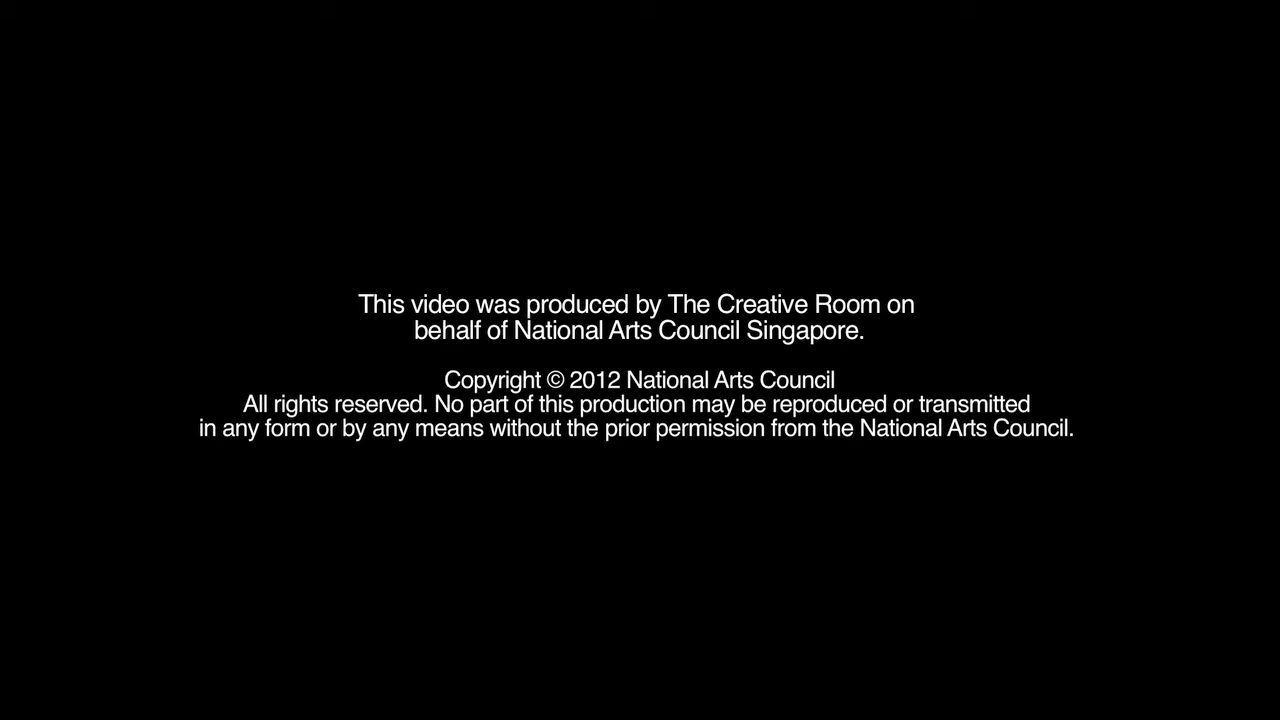 This video was produced by The Creative Room on
behalf of National Arts Council Singapore.
Copyright © 2012 National Arts Council
All rights reserved. No part of this production may be reproduced or transmitted
in any form or by any means without the prior permission from the National Arts Council.